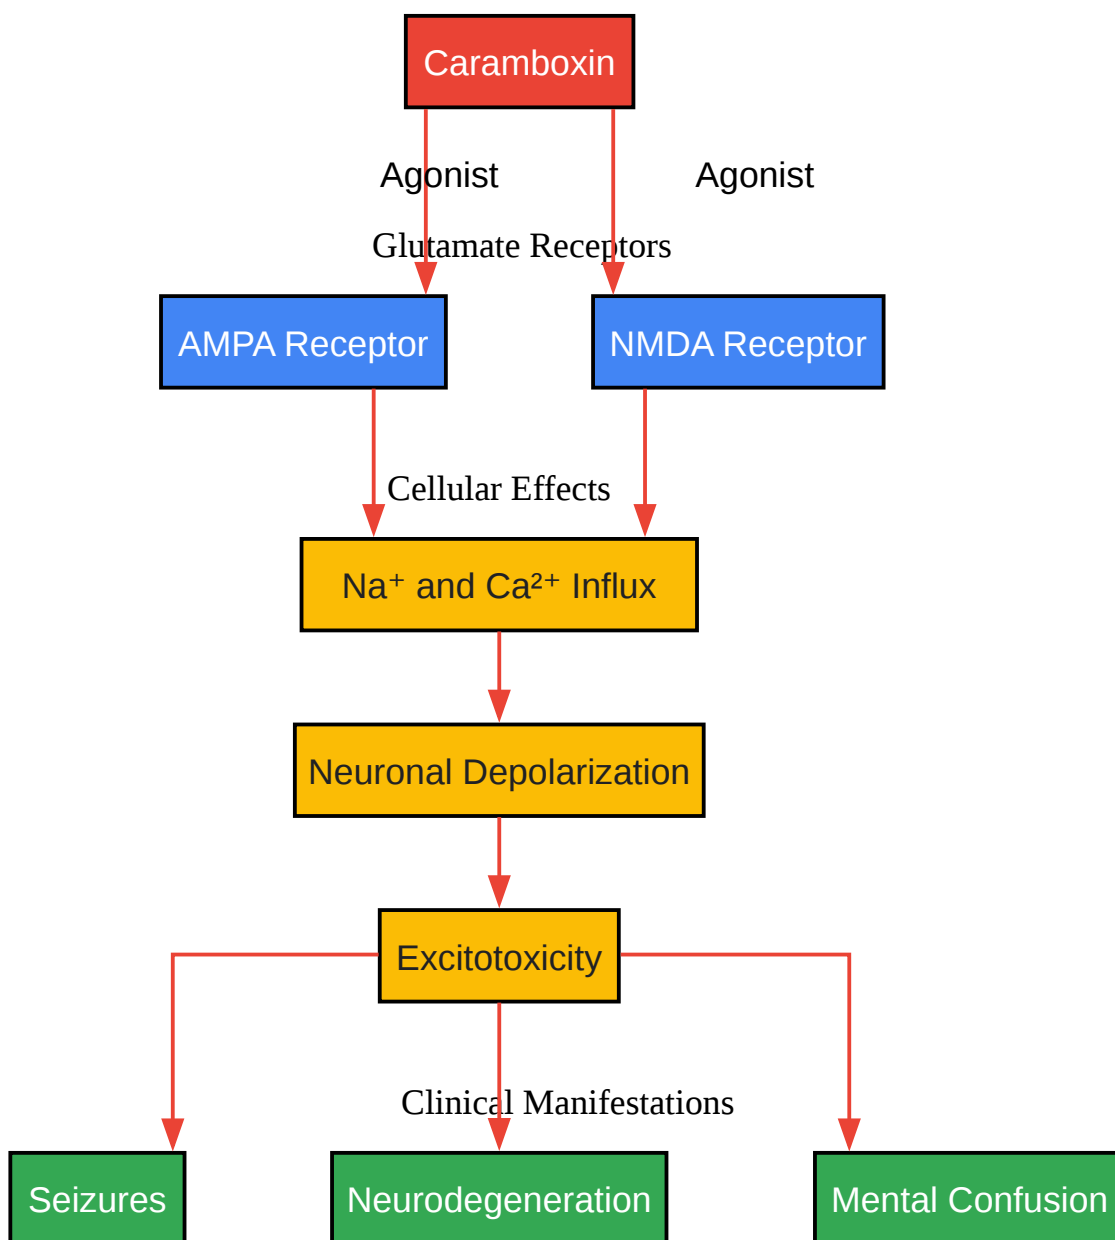 Caramboxin
Agonist
Agonist
Glutamate Receptors
AMPA Receptor
NMDA Receptor
Cellular Effects
Na⁺ and Ca²⁺ Influx
Neuronal Depolarization
Excitotoxicity
Clinical Manifestations
Seizures
Neurodegeneration
Mental Confusion